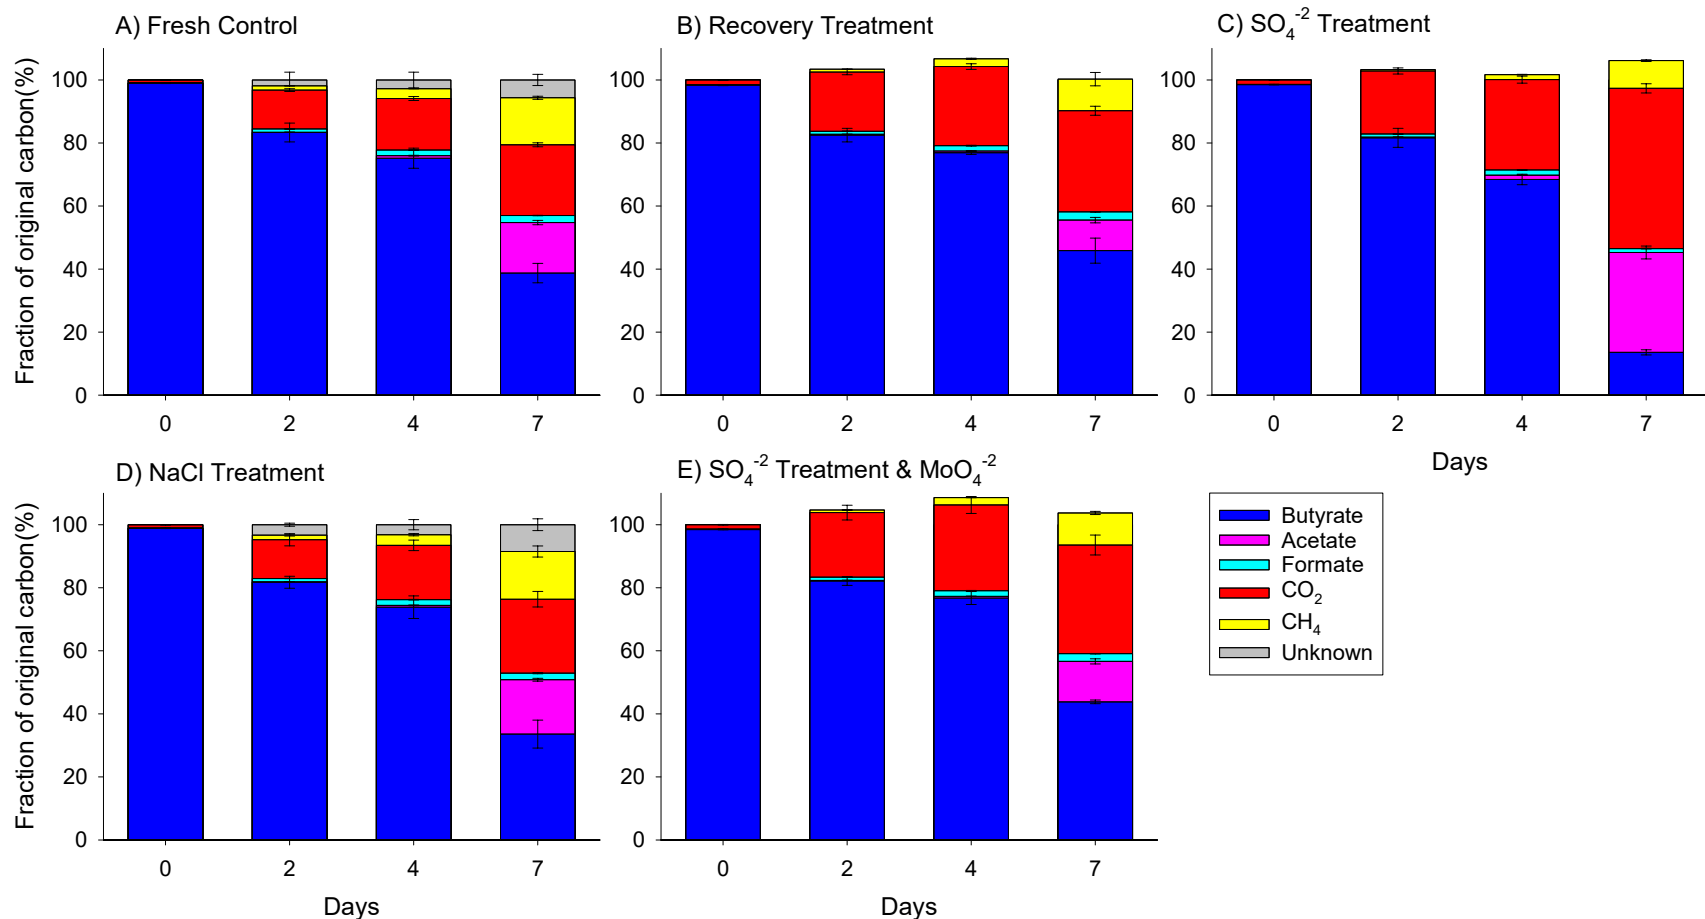 A) Fresh Control
B) Recovery Treatment
C) SO4-2 Treatment
Fraction of original carbon(%)
100
80
60
40
20
0
0 2 4 7
100
80
60
40
20
0
0 2 4 7
100
80
60
40
20
0
0 2 4 7
Days
D) NaCl Treatment
E) SO4-2 Treatment & MoO4-2
Fraction of original carbon(%)
100
80
60
40
20
0
0 2 4 7
Days
100
80
60
40
20
0
0 2 4 7
Days
Butyrate
Acetate
Formate
CO2
CH4
Unknown